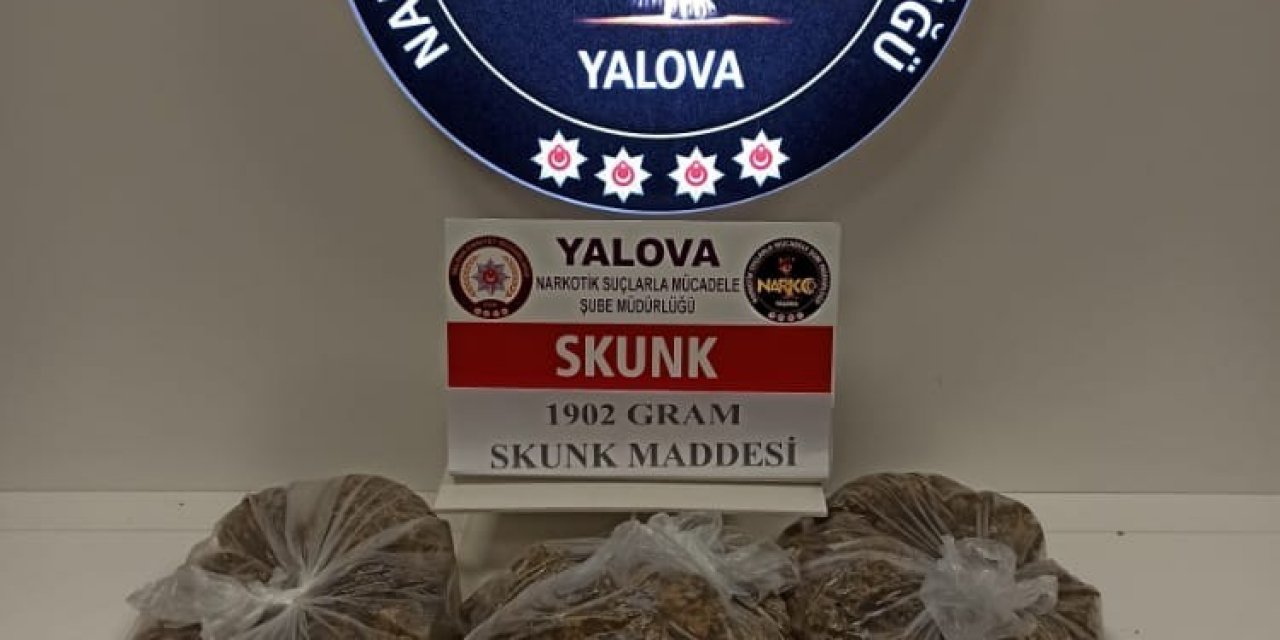 YALOVA
YALOVA
NARKOTİK SUÇLARLA MÜCADELE
ŞUBE MÜDÜRLÜĞÜ
SKUNK
1902 GRAM
SKUNK MADDESİ